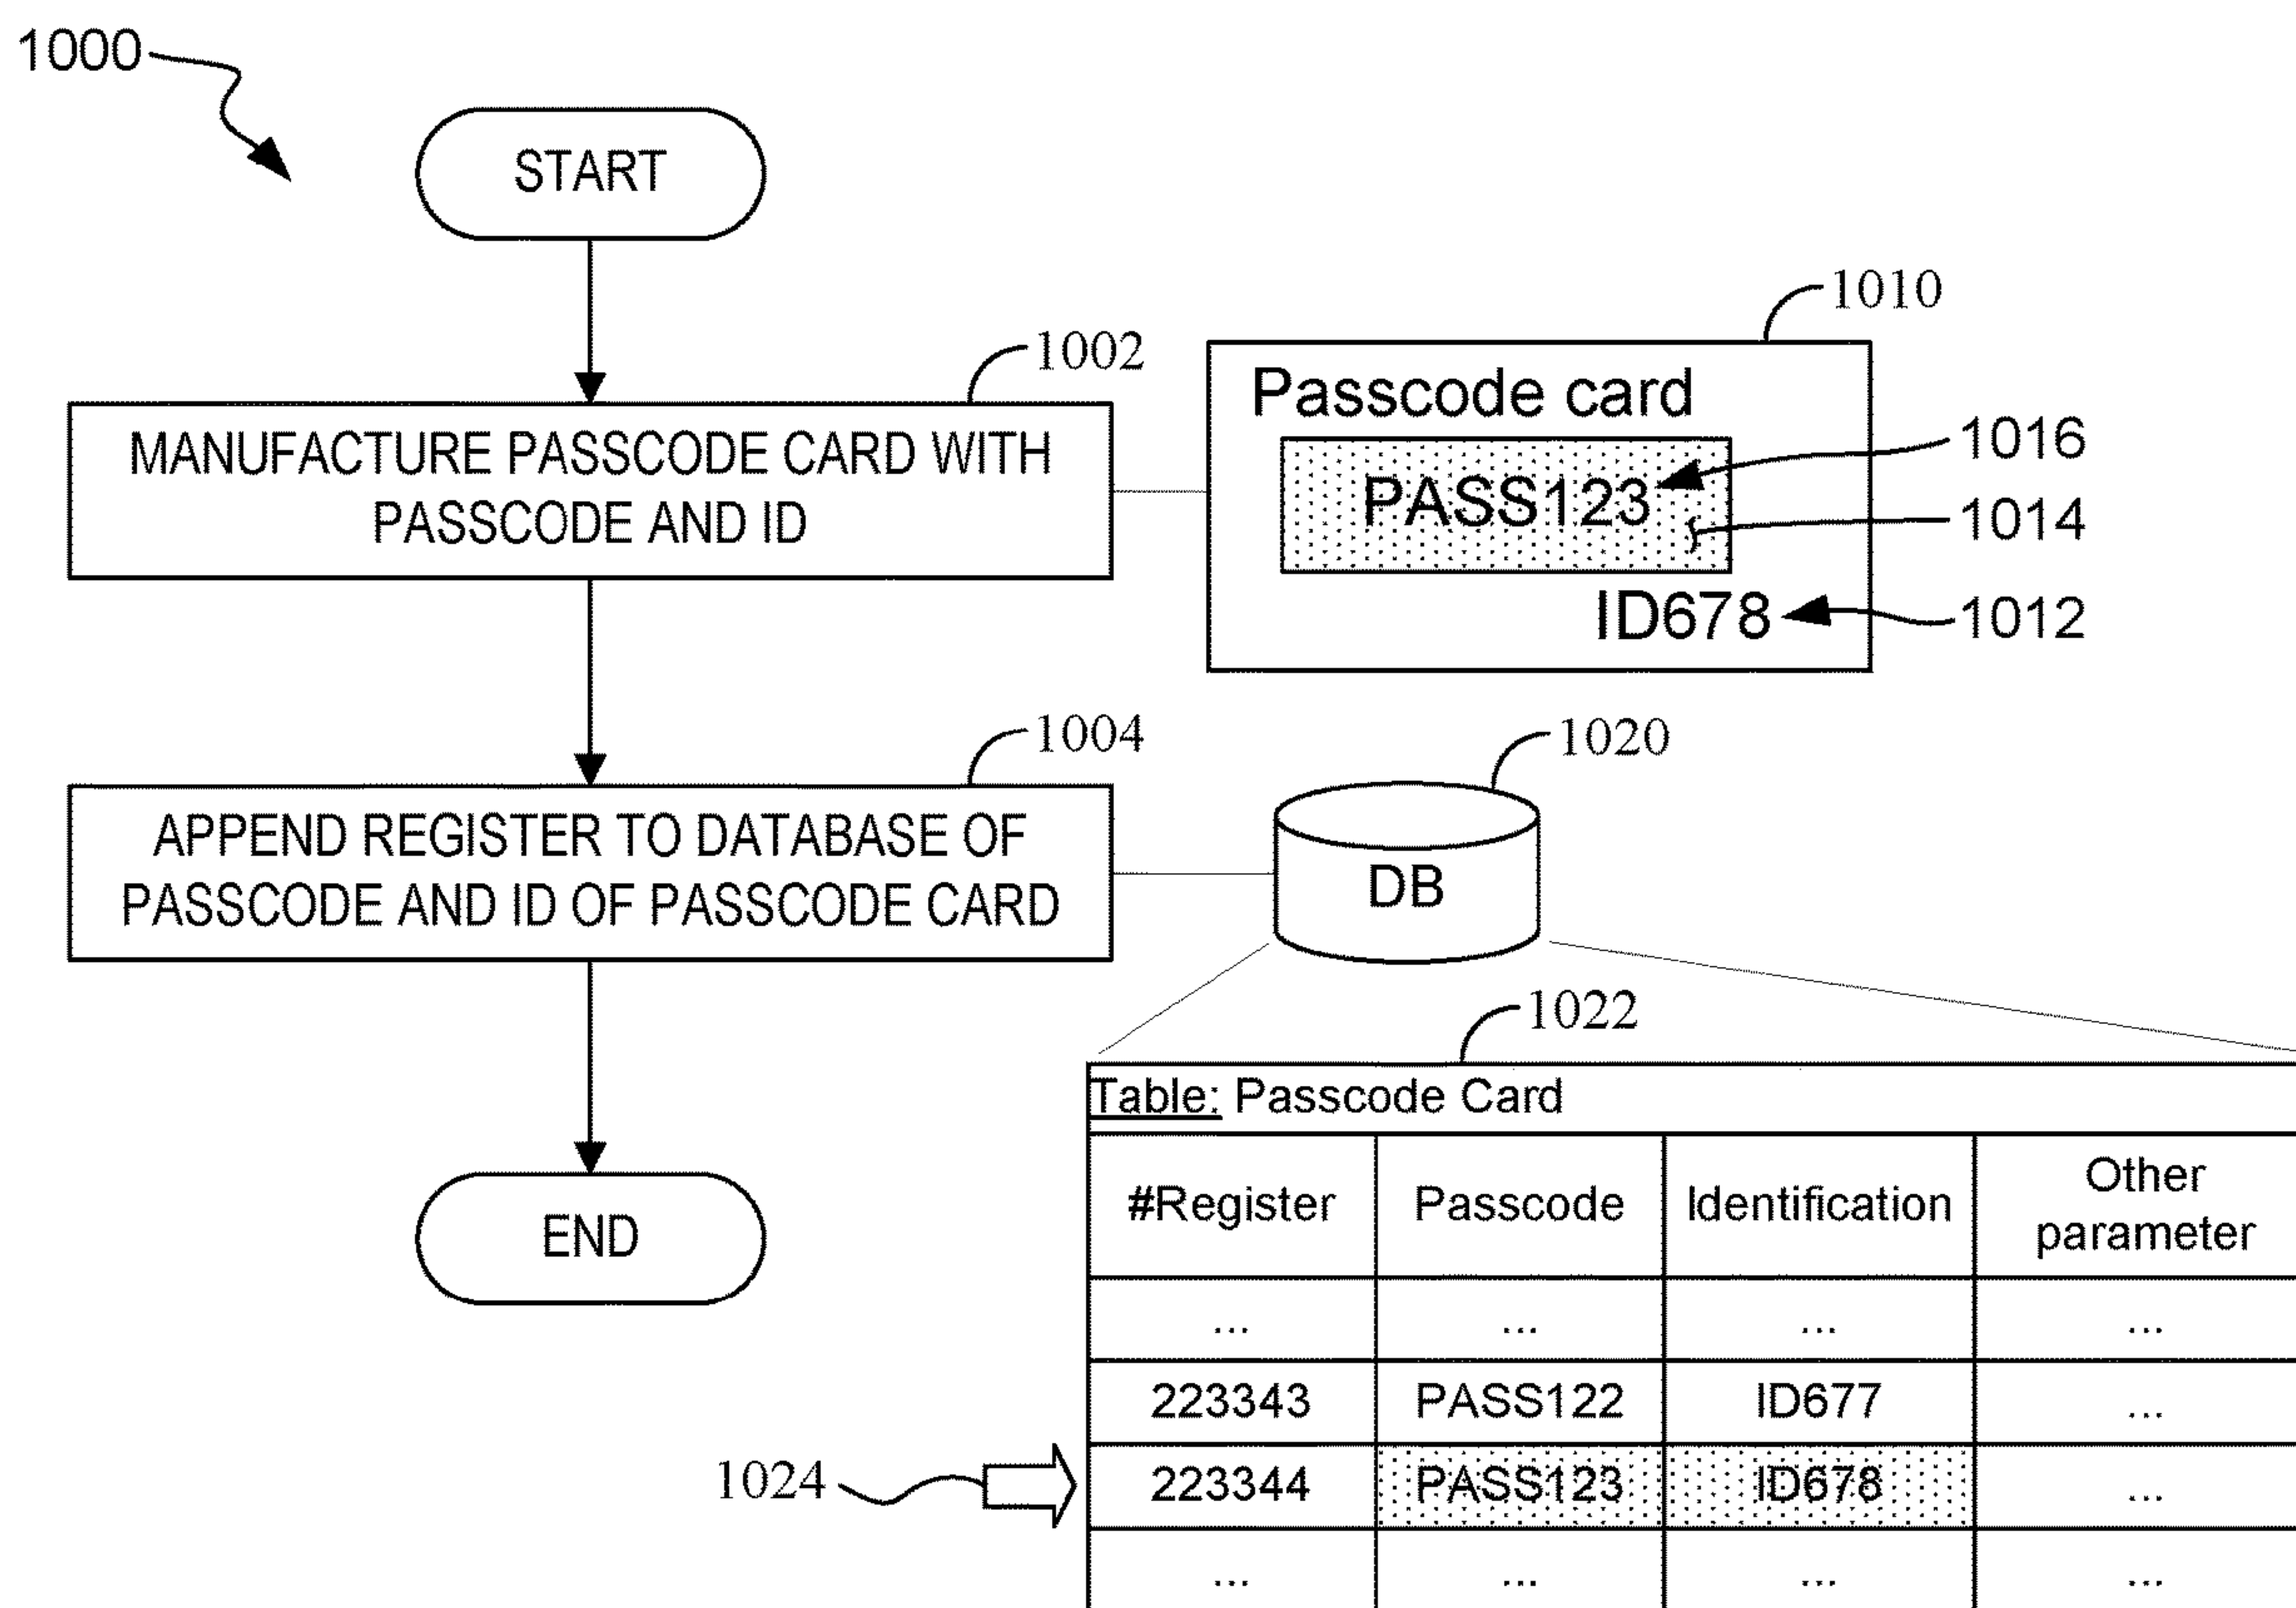 1000
START
1010
1002
Passcode card
MANUFACTURE PASSCODE CARD WITH
PASSCODE AND ID
PASS123
1016
1014
ID678
1012
1004
1020
APPEND REGISTER TO DATABASE OF
PASSCODE AND ID OF PASSCODE CARD
DB
1022
Table: Passcode Card
#Register Passcode Identification Other parameter
... ... ... ...
223343 PASS122 ID677 ...
1024
223344 PASS123 ID678 ...
... ... ... ...
END